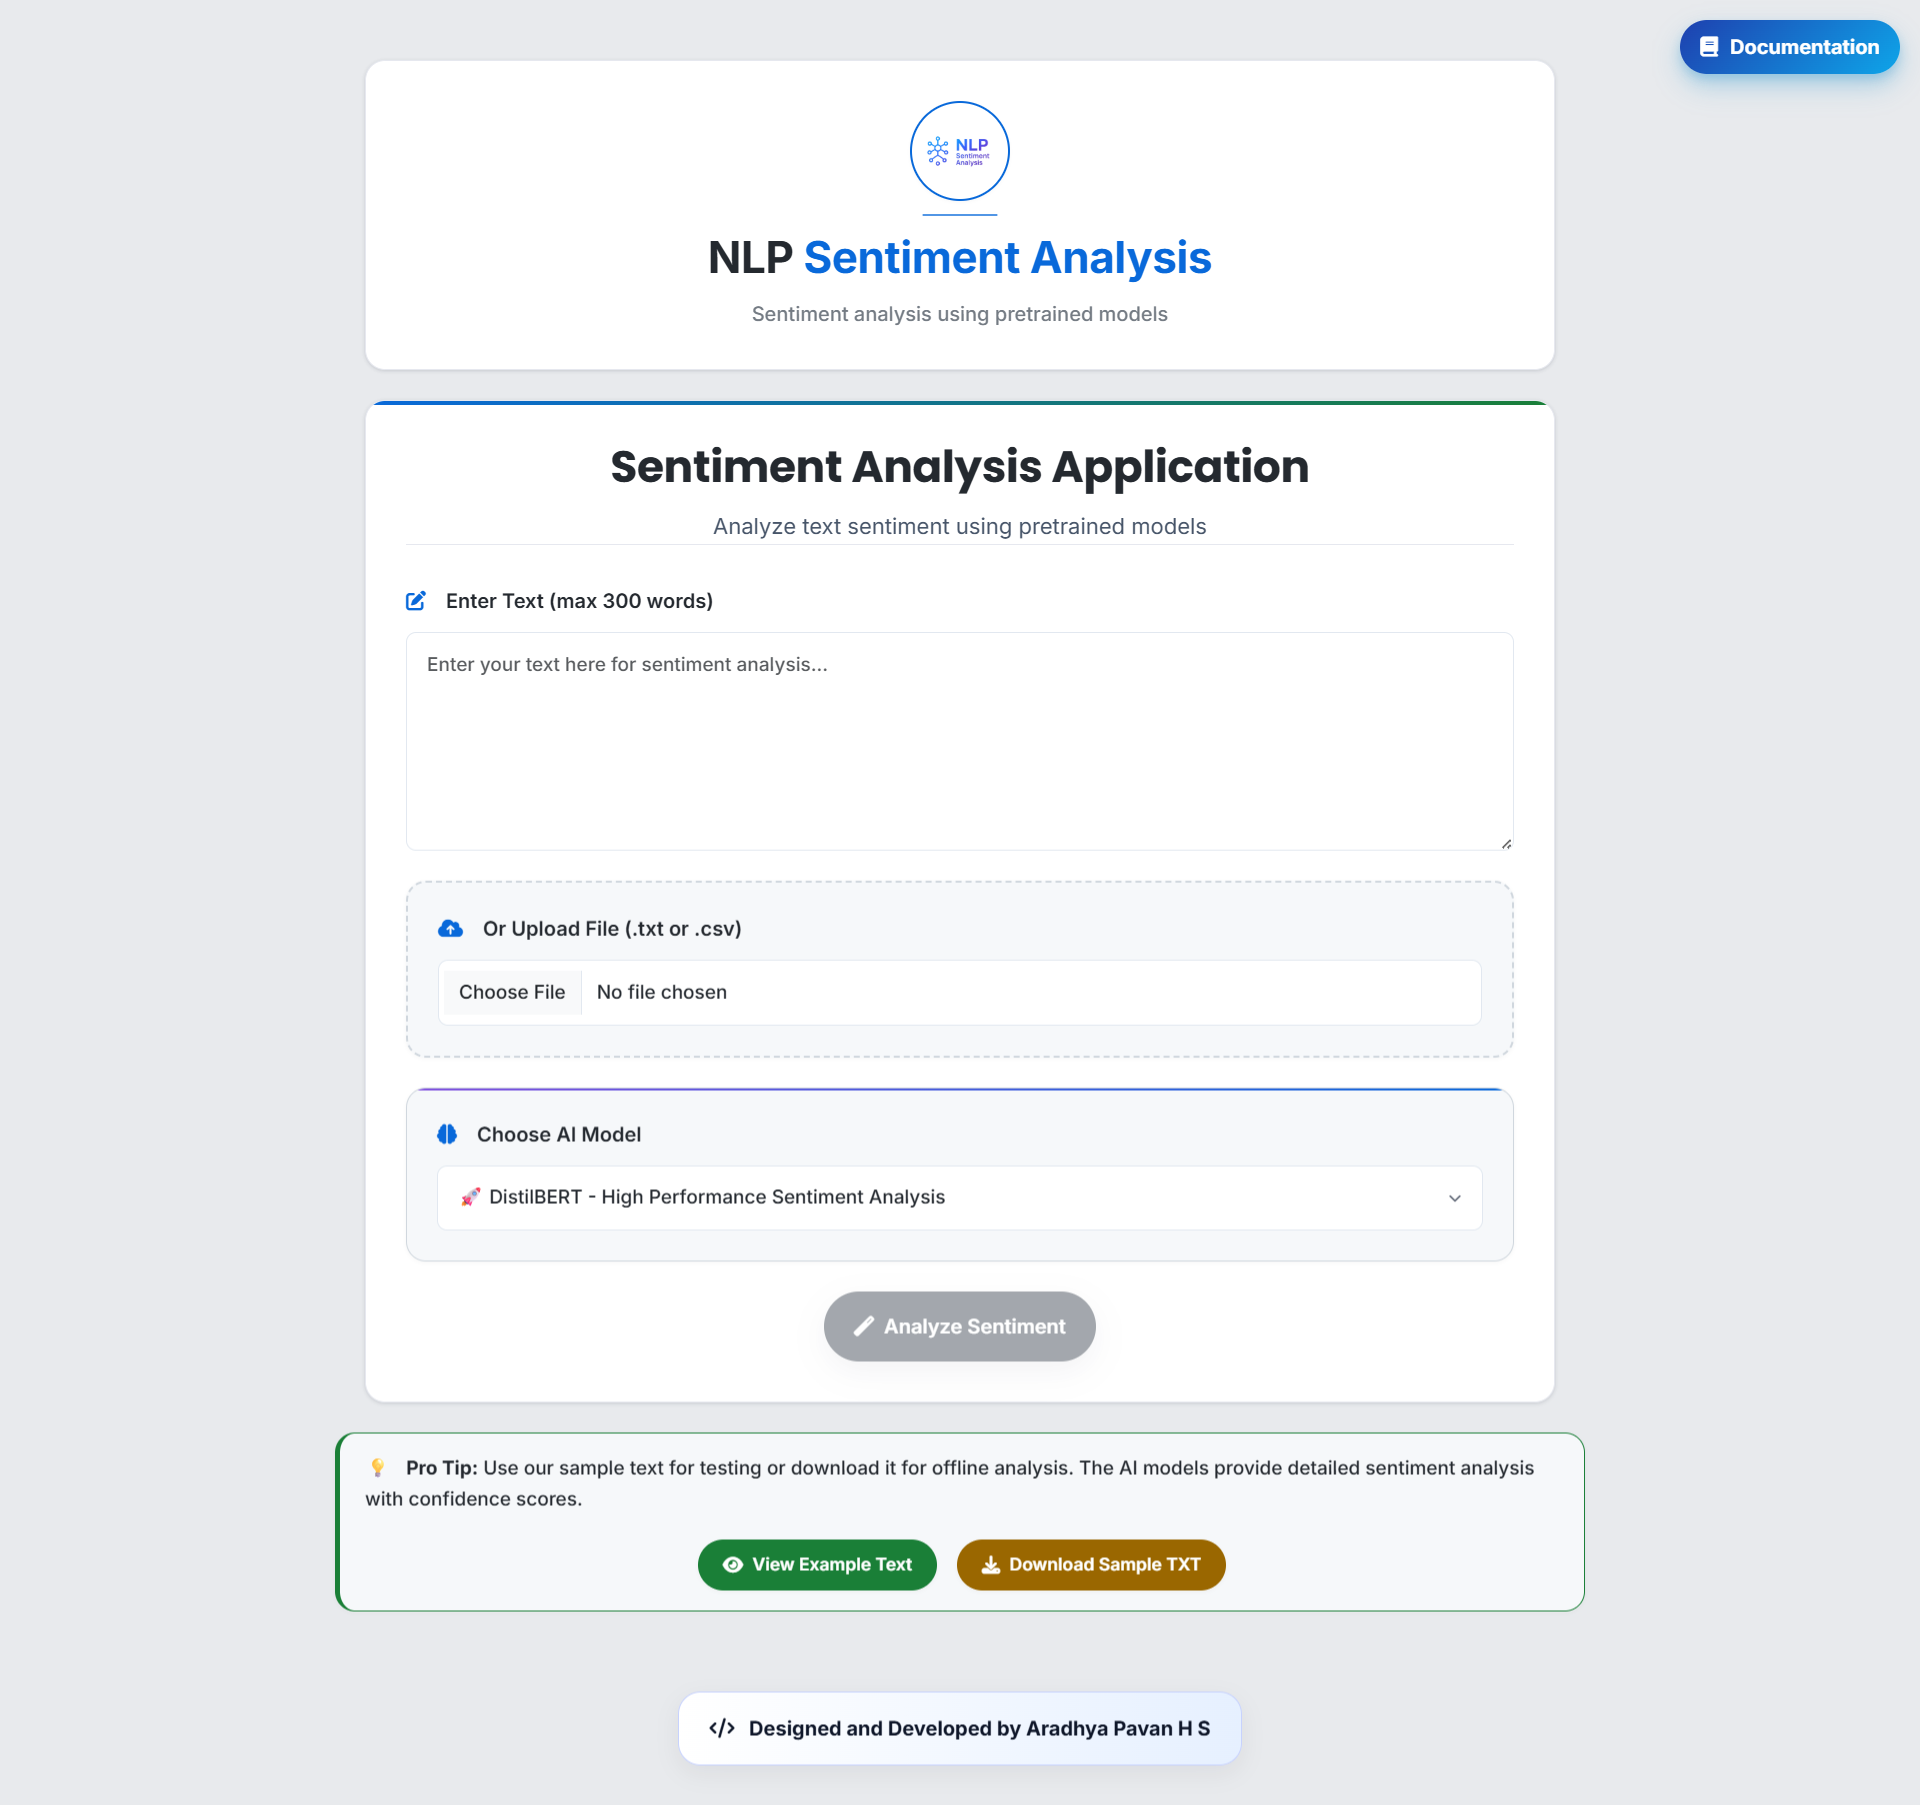 Documentation
NLP
Sentiment
Analysis
NLP Sentiment Analysis
Sentiment analysis using pretrained models
Sentiment Analysis Application
Analyze text sentiment using pretrained models
Enter Text (max 300 words)
Enter your text here for sentiment analysis...
Or Upload File (.txt or .csv)
Choose File No file chosen
Choose AI Model
🚀 DistilBERT - High Performance Sentiment Analysis
Analyze Sentiment
💡 Pro Tip: Use our sample text for testing or download it for offline analysis. The AI models provide detailed sentiment analysis
with confidence scores.
View Example Text Download Sample TXT
Designed and Developed by Aradhya Pavan H S